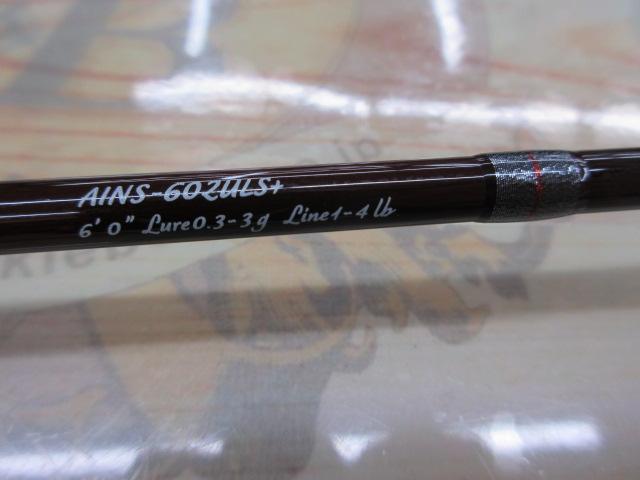 AINS-602ULS+
6'0" Lure0.3-3g Line1-4lb